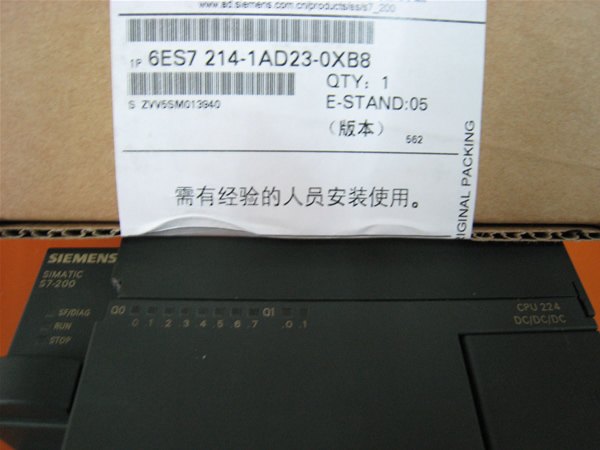 www.ad.siemens.com.cn/products/as/s7_200
1P 6ES7 214-1AD23-0XB8
QTY: 1
S ZVV5SM013940
E-STAND:05
(版本)
562
需有经验的人员安装使用。
ORIGINAL PACKING
SIEMENS
SIMATIC
S7-200
SF/DIAG
RUN
STOP
Q0 .0 .1 .2 .3 .4 .5 .6 .7 Q1 .0 .1
CPU 224
DC/DC/DC